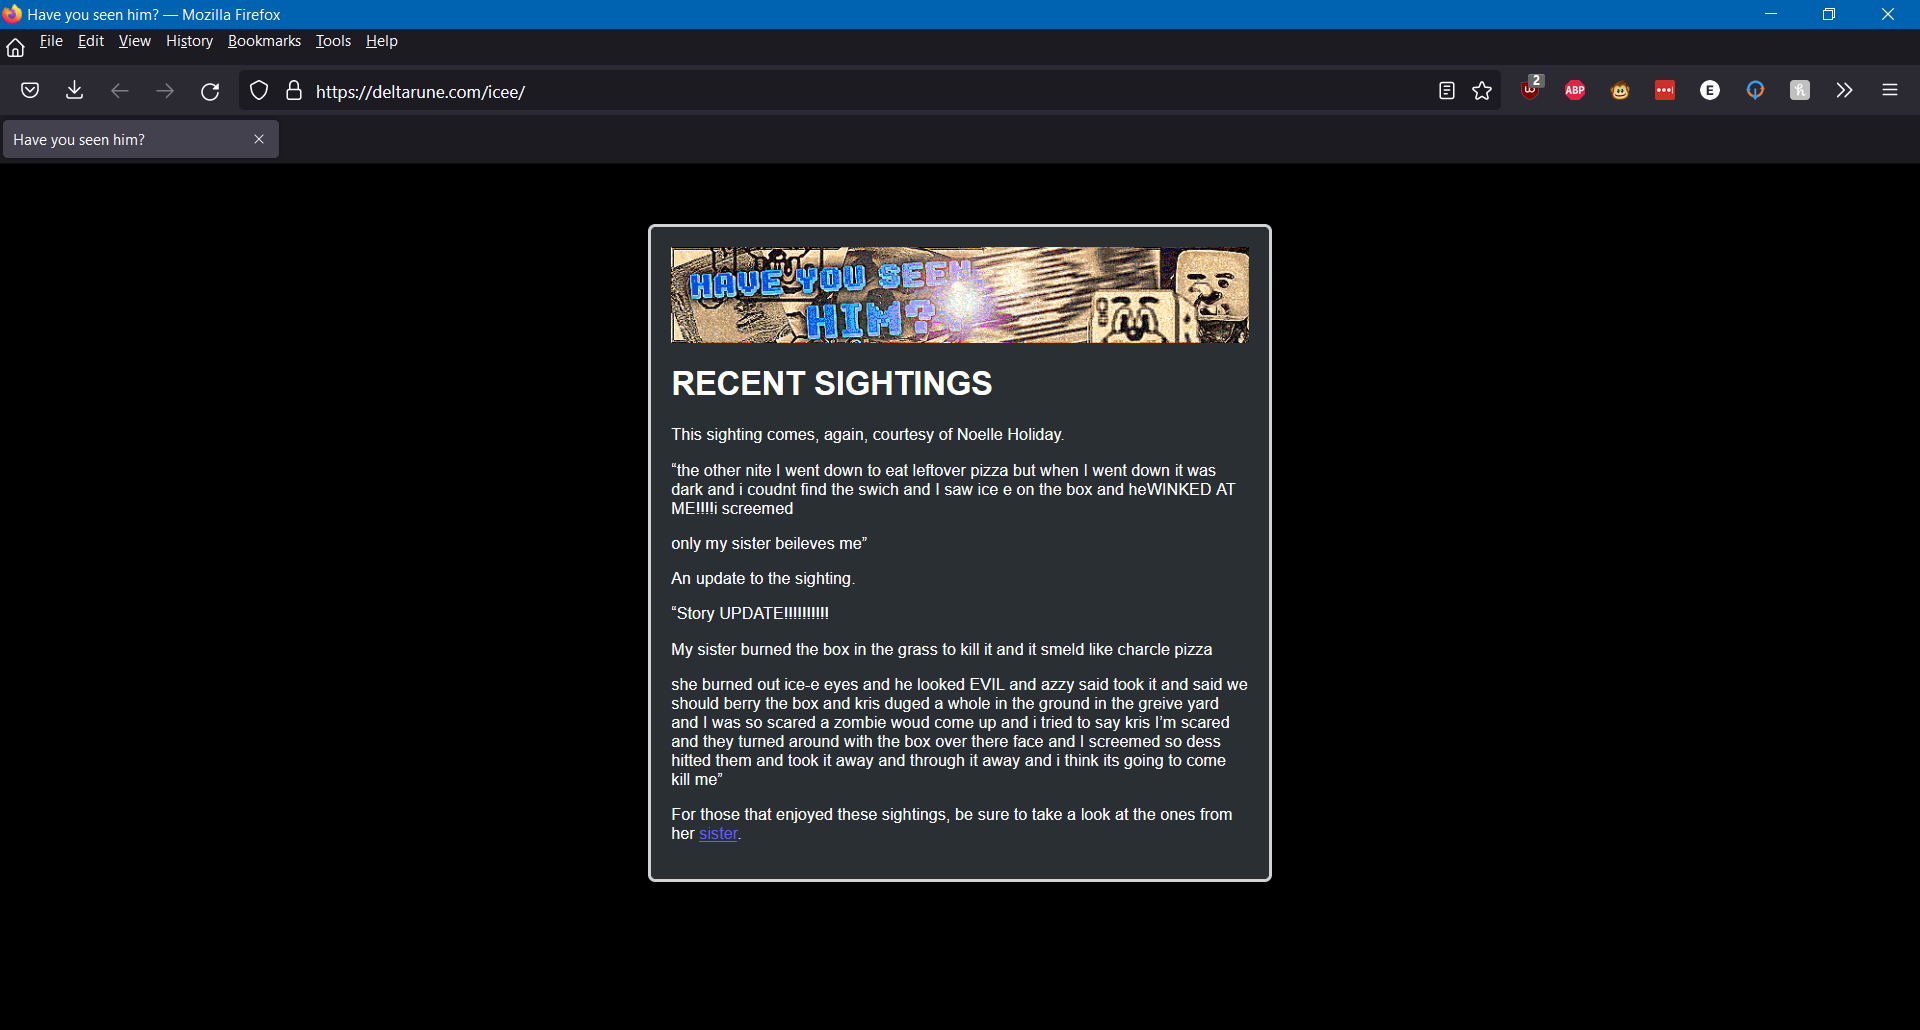 Have you seen him? — Mozilla Firefox
File Edit View History Bookmarks Tools Help
https://deltarune.com/icee/
2
ABP
E
Have you seen him?
HAVE YOU SEEN
HIM?
RECENT SIGHTINGS
This sighting comes, again, courtesy of Noelle Holiday.
“the other nite I went down to eat leftover pizza but when I went down it was
dark and i coudnt find the swich and I saw ice e on the box and heWINKED AT
ME!!!!i screemed
only my sister beileves me”
An update to the sighting.
“Story UPDATE!!!!!!!!!!
My sister burned the box in the grass to kill it and it smeld like charcle pizza
she burned out ice-e eyes and he looked EVIL and azzy said took it and said we
should berry the box and kris duged a whole in the ground in the greive yard
and I was so scared a zombie woud come up and i tried to say kris I’m scared
and they turned around with the box over there face and I screemed so dess
hitted them and took it away and through it away and i think its going to come
kill me”
For those that enjoyed these sightings, be sure to take a look at the ones from
her sister.